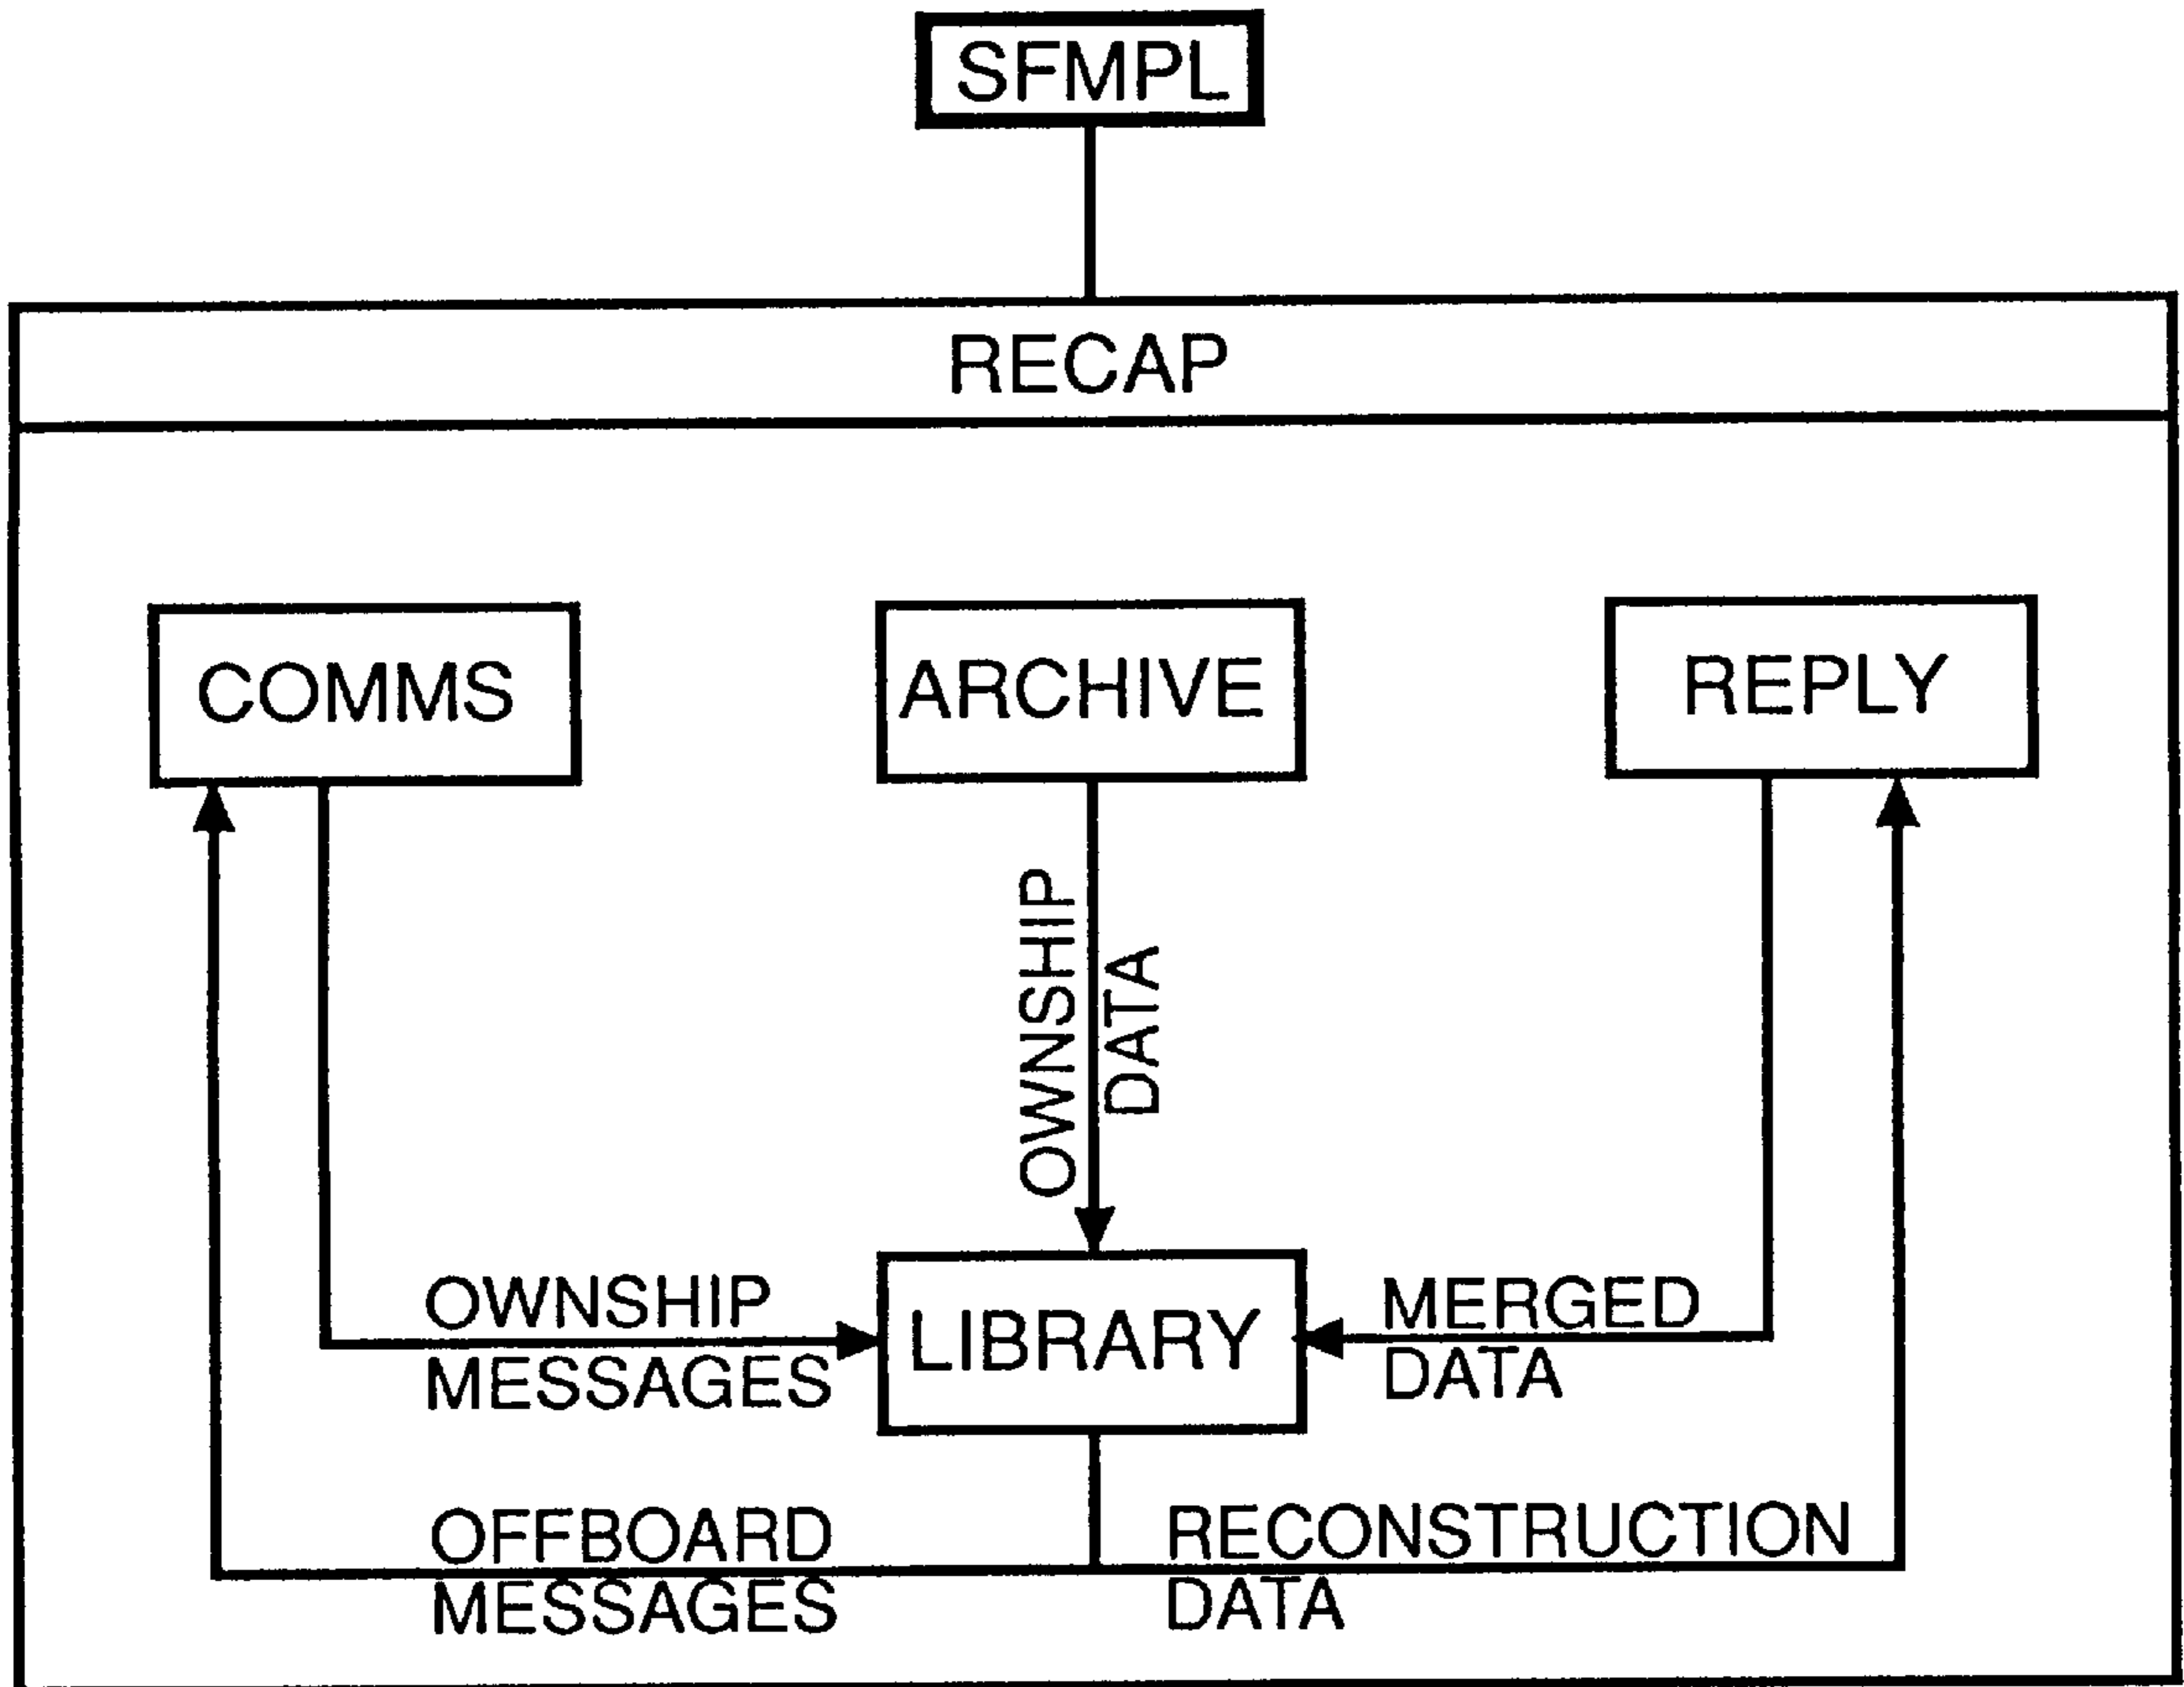 SFMPL
RECAP
COMMS
ARCHIVE
REPLY
OWNSHIP
DATA
OWNSHIP
MESSAGES
LIBRARY
MERGED
DATA
OFFBOARD
MESSAGES
RECONSTRUCTION
DATA